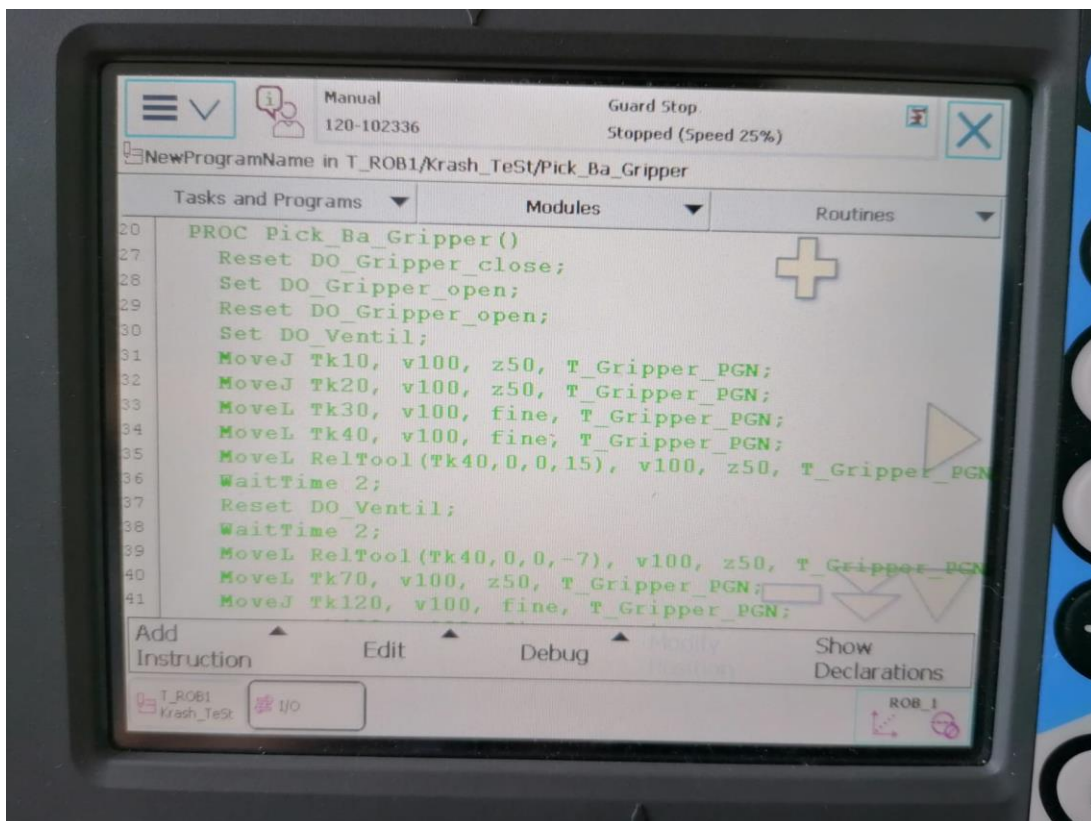 Manual
120-102336
Guard Stop
Stopped (Speed 25%)
NewProgramName in T_ROB1/Krash_TeSt/Pick_Ba_Gripper
Tasks and Programs
Modules
Routines
20 PROC Pick_Ba_Gripper()
27 Reset DO_Gripper_close;
28 Set DO_Gripper_open;
29 Reset DO_Gripper_open;
30 Set DO_Ventil;
31 MoveJ Tk10, v100, z50, T_Gripper_PGN;
32 MoveJ Tk20, v100, z50, T_Gripper_PGN;
33 MoveL Tk30, v100, fine, T_Gripper_PGN;
34 MoveL Tk40, v100, fine, T_Gripper_PGN;
35 MoveL RelTool(Tk40,0,0,15), v100, z50, T_Gripper_PGN
36 WaitTime 2;
37 Reset DO_Ventil;
38 WaitTime 2;
39 MoveL RelTool(Tk40,0,0,-7), v100, z50, T_Gripper_PGN
40 MoveL Tk70, v100, z50, T_Gripper_PGN;
41 MoveJ Tk120, v100, fine, T_Gripper_PGN;
Add
Instruction
Edit
Debug
Modify
Position
Show
Declarations
T_ROB1
Krash_TeSt
I/O
ROB_1